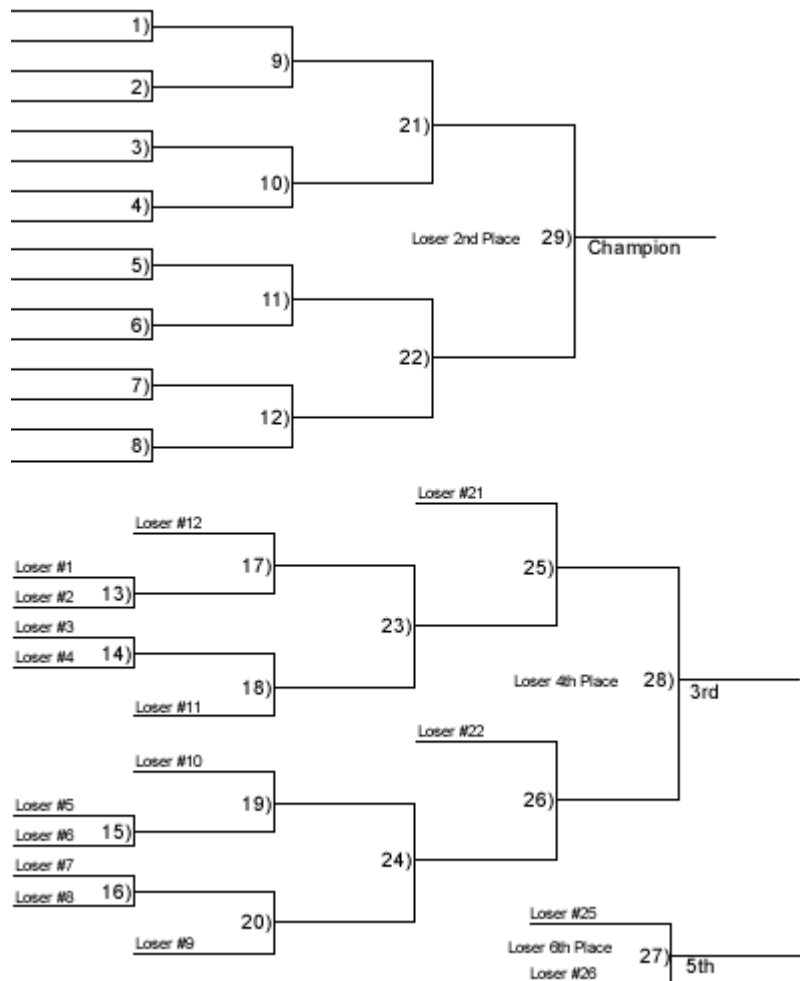 1)
9)
2)
21)
3)
10)
4)
Loser 2nd Place 29)
Champion
5)
11)
6)
22)
7)
12)
8)
Loser #21
Loser #12
17)
25)
Loser #1
Loser #2 13)
Loser #3
23)
Loser #4 14)
18)
Loser #11
Loser 4th Place 28)
3rd
Loser #22
Loser #10
19)
26)
Loser #5
Loser #6 15)
24)
Loser #7
Loser #8 16)
20)
Loser #9
Loser #25
Loser 6th Place 27)
5th
Loser #26